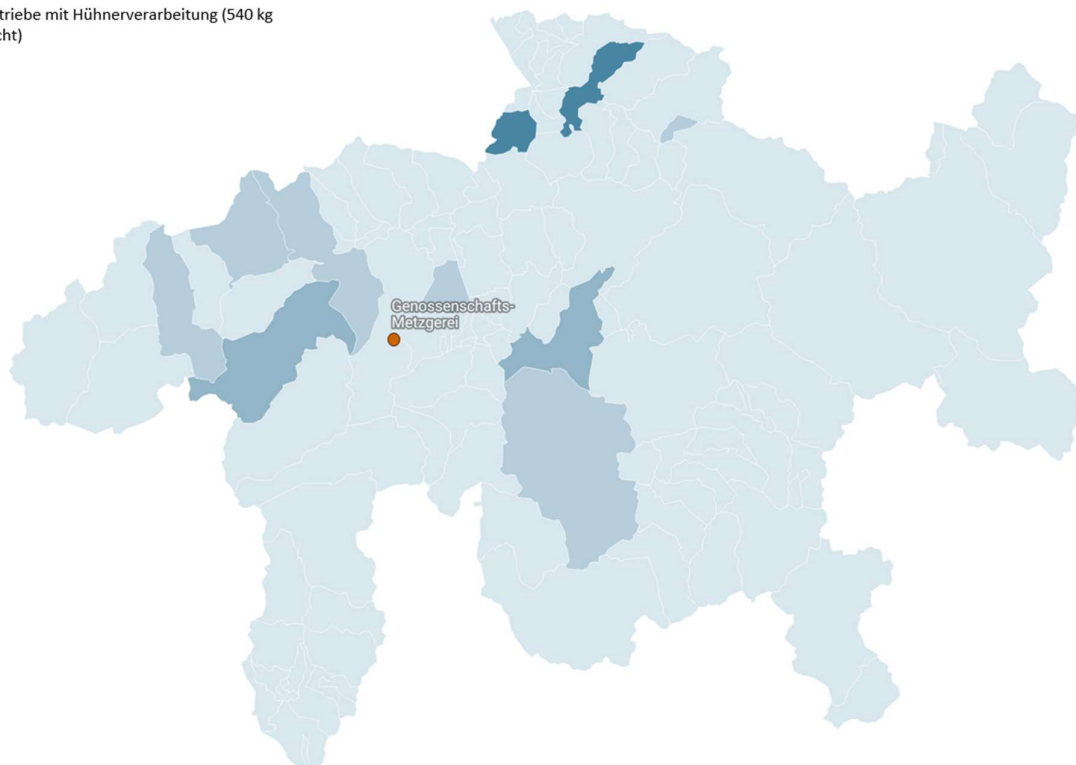 triebe mit Hühnerverarbeitung (540 kg
cht)
Genossenschafts-
Metzgerei